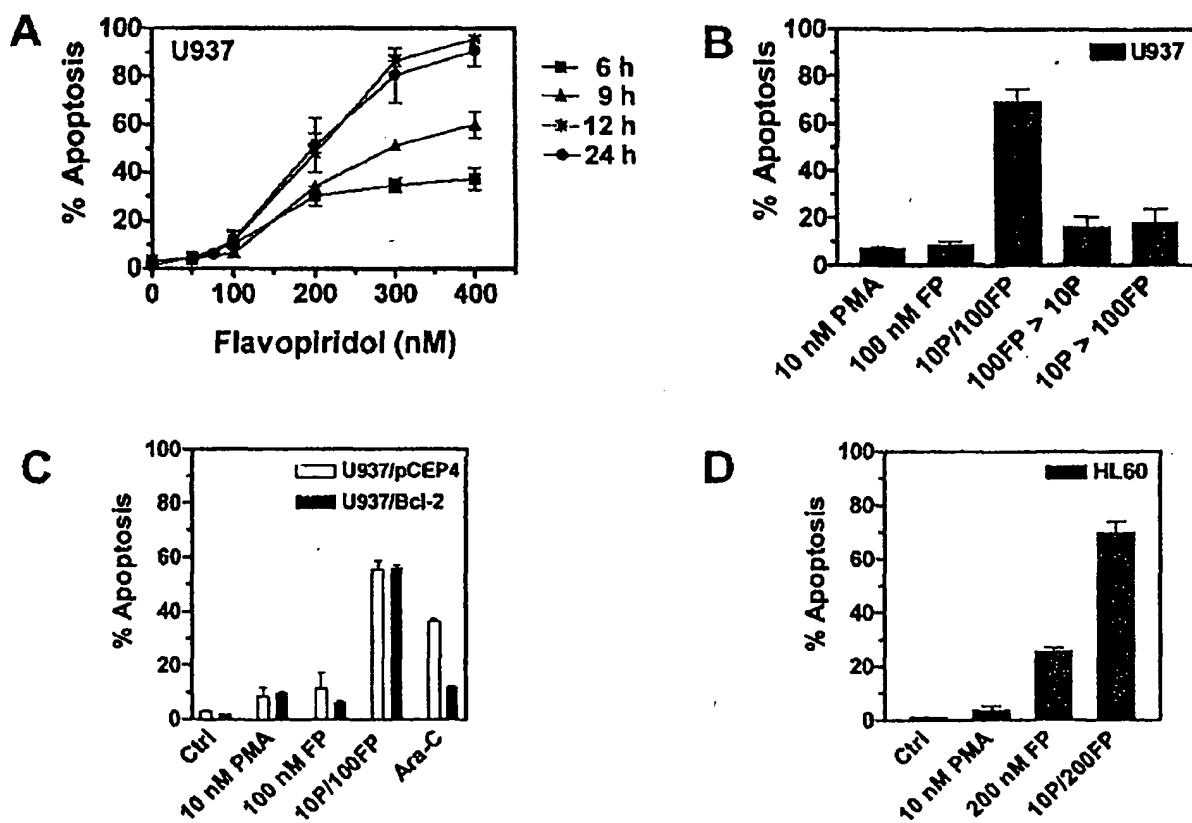 A
U937
% Apoptosis
100
80
60
40
20
0
0 100 200 300 400
Flavopiridol (nM)
6 h
9 h
12 h
24 h
B
U937
% Apoptosis
100
80
60
40
20
0
10 nM PMA
100 nM FP
10P/100FP
100FP > 10P
10P > 100FP
C
U937/pCEP4
U937/Bcl-2
% Apoptosis
100
80
60
40
20
0
Ctrl
10 nM PMA
100 nM FP
10P/100FP
Ara-C
D
HL60
% Apoptosis
100
80
60
40
20
0
Ctrl
10 nM PMA
200 nM FP
10P/200FP